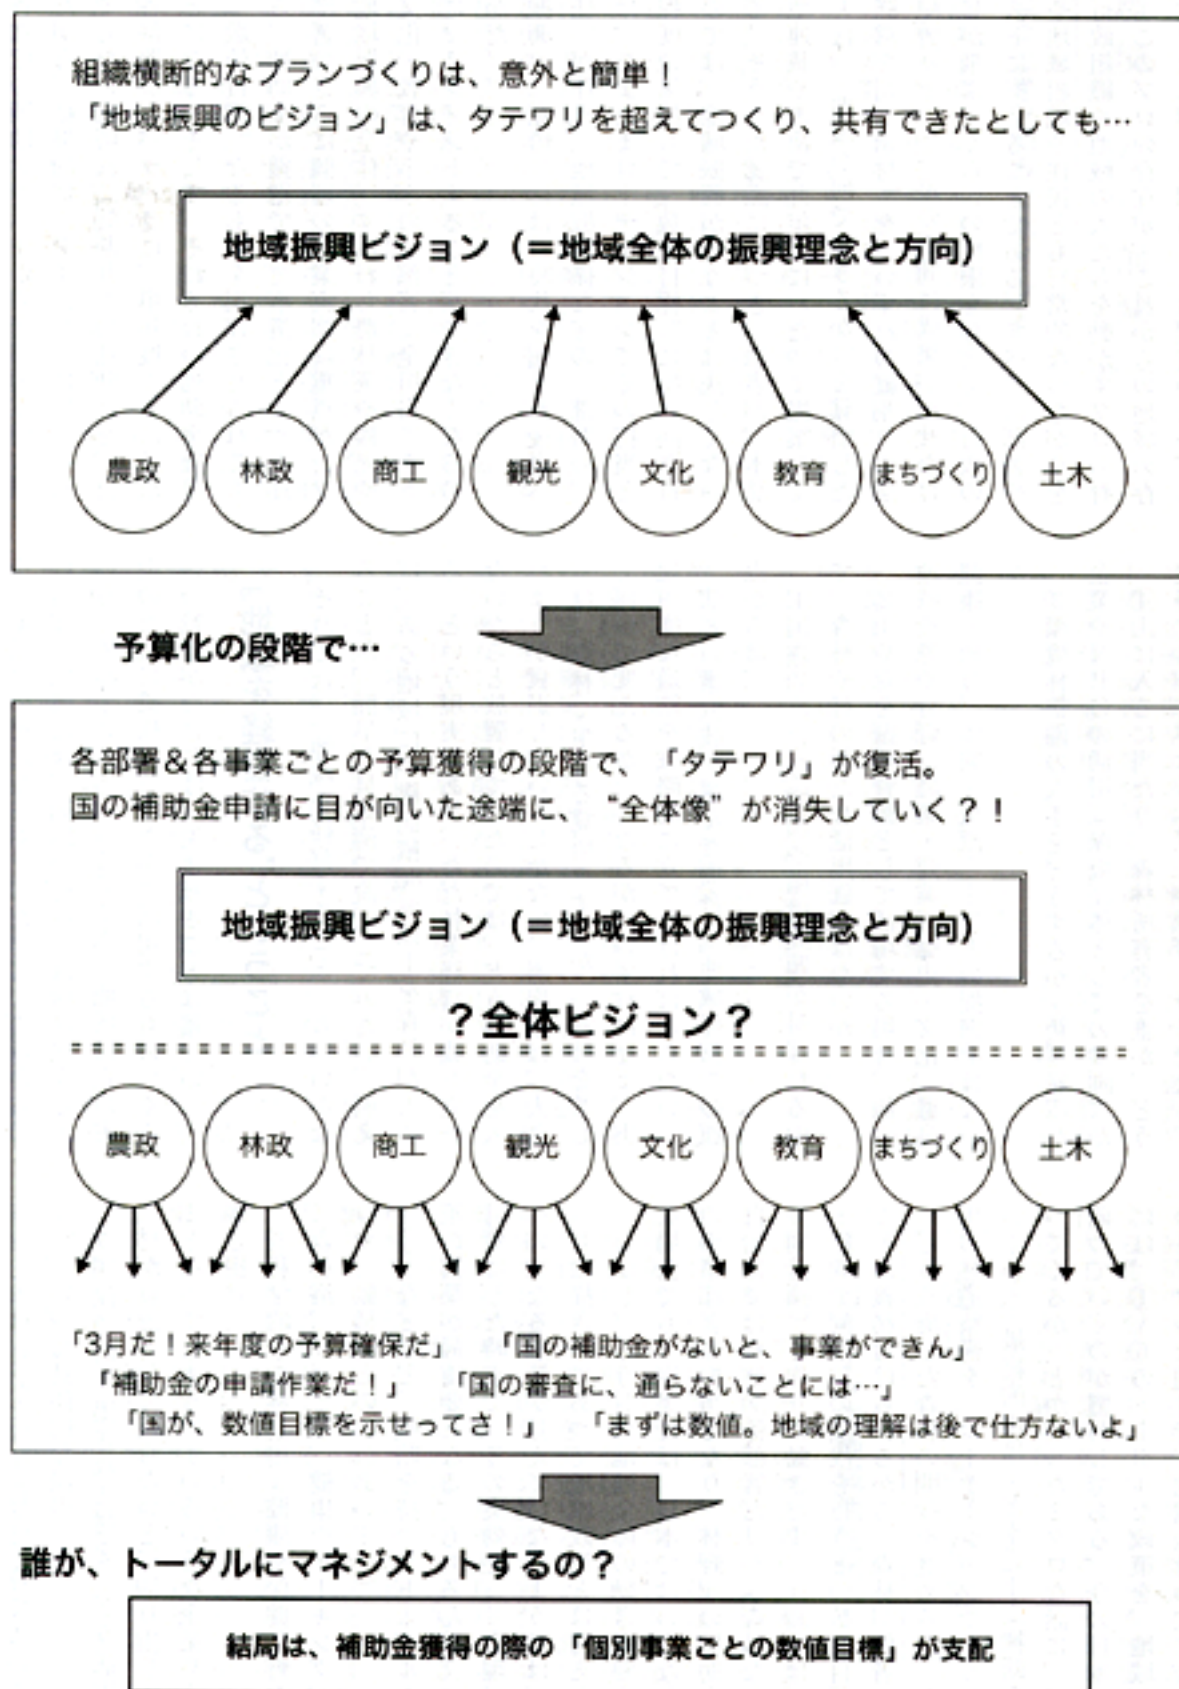 組織横断的なプランづくりは、意外と簡単！
「地域振興のビジョン」は、タテワリを超えてつくり、共有できたとしても…
地域振興ビジョン（＝地域全体の振興理念と方向）
農政 林政 商工 観光 文化 教育 まちづくり 土木
予算化の段階で…
各部署＆各事業ごとの予算獲得の段階で、「タテワリ」が復活。
国の補助金申請に目が向いた途端に、“全体像”が消失していく？！
地域振興ビジョン（＝地域全体の振興理念と方向）
？全体ビジョン？
農政 林政 商工 観光 文化 教育 まちづくり 土木
「3月だ！来年度の予算確保だ」 「国の補助金がないと、事業ができん」
「補助金の申請作業だ！」 「国の審査に、通らないことには…」
「国が、数値目標を示せってさ！」 「まずは数値。地域の理解は後で仕方ないよ」
誰が、トータルにマネジメントするの？
結局は、補助金獲得の際の「個別事業ごとの数値目標」が支配